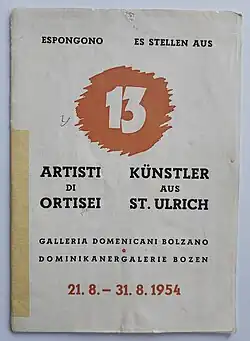 ESPONGONO ES STELLEN AUS
13
ARTISTI KÜNSTLER
DI AUS
ORTISEI ST. ULRICH
GALLERIA DOMENICANI BOLZANO
DOMINIKANERGALERIE BOZEN
21. 8. – 31. 8. 1954